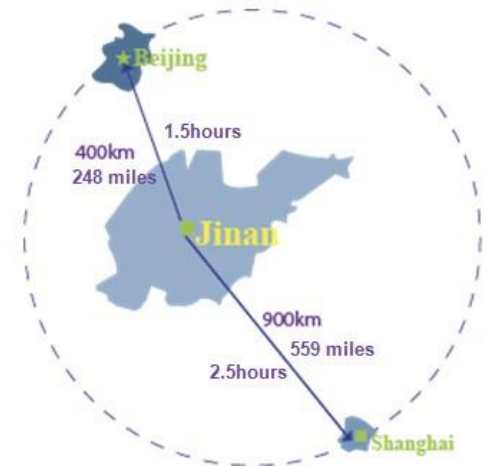 Beijing
1.5hours
400km
248 miles
Jinan
900km
559 miles
2.5hours
Shanghai